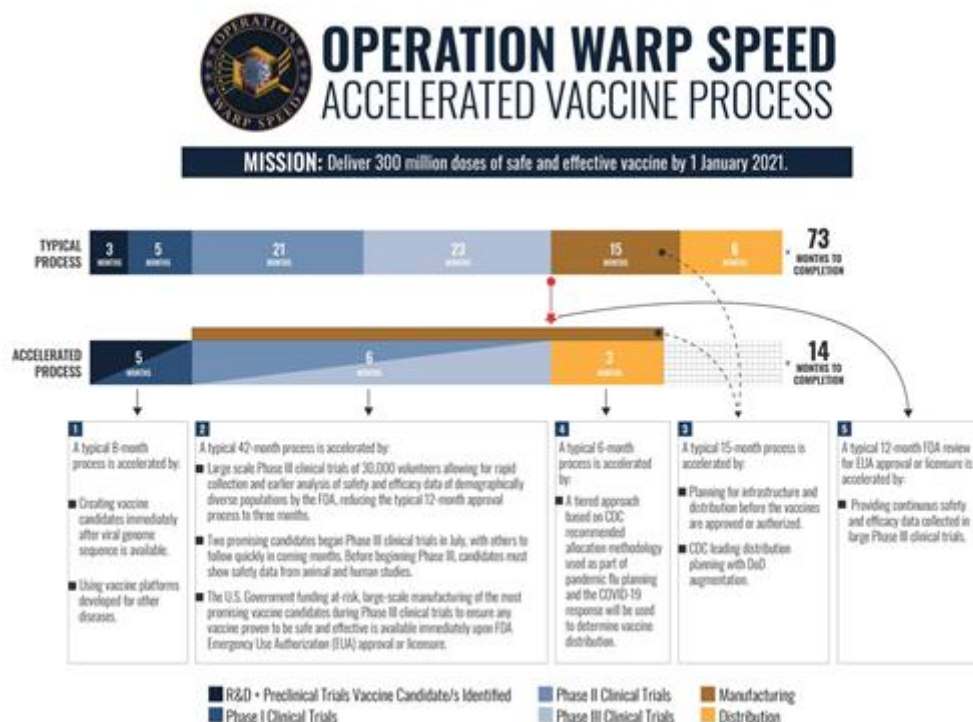 OPERATION
WARP SPEED
OPERATION WARP SPEED
ACCELERATED VACCINE PROCESS
MISSION: Deliver 300 million doses of safe and effective vaccine by 1 January 2021.
TYPICAL
PROCESS
3
MONTHS
5
MONTHS
21
MONTHS
23
MONTHS
15
MONTHS
6
MONTHS
73
MONTHS TO
COMPLETION
ACCELERATED
PROCESS
5
MONTHS
6
MONTHS
3
MONTHS
14
MONTHS TO
COMPLETION
1
A typical 8-month
process is accelerated by:
■ Creating vaccine
candidates immediately
after viral genome
sequence is available.
■ Using vaccine platforms
developed for other
diseases.
2
A typical 42-month process is accelerated by:
■ Large scale Phase III clinical trials of 30,000 volunteers allowing for rapid
collection and earlier analysis of safety and efficacy data of demographically
diverse populations by the FDA, reducing the typical 12-month approval
process to three months.
■ Two promising candidates began Phase III clinical trials in July, with others to
follow quickly in coming months. Before beginning Phase III, candidates must
show safety data from animal and human studies.
■ The U.S. Government funding at-risk, large-scale manufacturing of the most
promising vaccine candidates during Phase III clinical trials to ensure any
vaccine proven to be safe and effective is available immediately upon FDA
Emergency Use Authorization (EUA) approval or licensure.
4
A typical 6-month
process is accelerated
by:
■ A tiered approach
based on CDC
recommended
allocation methodology
used as part of
pandemic flu planning
and the COVID-19
response will be used
to determine vaccine
distribution.
3
A typical 15-month process is
accelerated by:
■ Planning for infrastructure and
distribution before the vaccines
are approved or authorized.
■ CDC leading distribution
planning with DoD
augmentation.
5
A typical 12-month FDA review
for EUA approval or licensure is
accelerated by:
■ Providing continous safety
and efficacy data collected in
large Phase III clinical trials.
R&D + Preclinical Trials Vaccine Candidate/s Identified
Phase I Clinical Trials
Phase II Clinical Trials
Phase III Clinical Trials
Manufacturing
Distribution